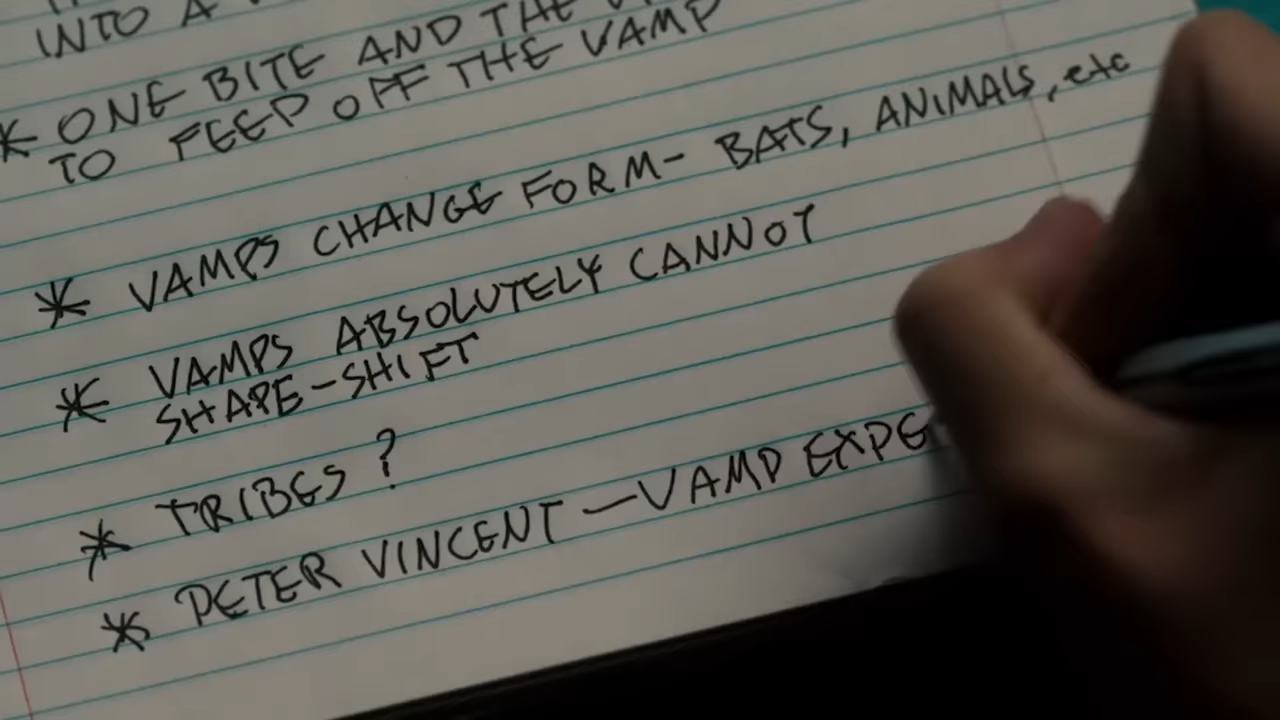 INTO A
* ONE BITE AND THE
TO FEEP OFF THE VAMP
* VAMPS CHANGE FORM- BATS, ANIMALS, etc
* VAMPS ABSOLUTELY CANNOT
SHAPE-SHIFT
* TRIBES ?
* PETER VINCENT -VAMP EXPE